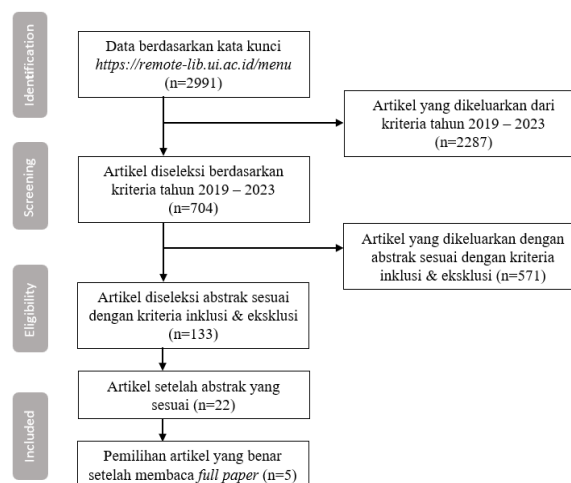 Identification
Data berdasarkan kata kunci
https://remote-lib.ui.ac.id/menu
(n=2991)
Artikel yang dikeluarkan dari
kriteria tahun 2019 – 2023
(n=2287)
Screening
Artikel diseleksi berdasarkan
kriteria tahun 2019 – 2023
(n=704)
Artikel yang dikeluarkan dengan
abstrak sesuai dengan kriteria
inklusi & eksklusi (n=571)
Eligibility
Artikel diseleksi abstrak sesuai
dengan kriteria inklusi & eksklusi
(n=133)
Included
Artikel setelah abstrak yang
sesuai (n=22)
Pemilihan artikel yang benar
setelah membaca full paper (n=5)